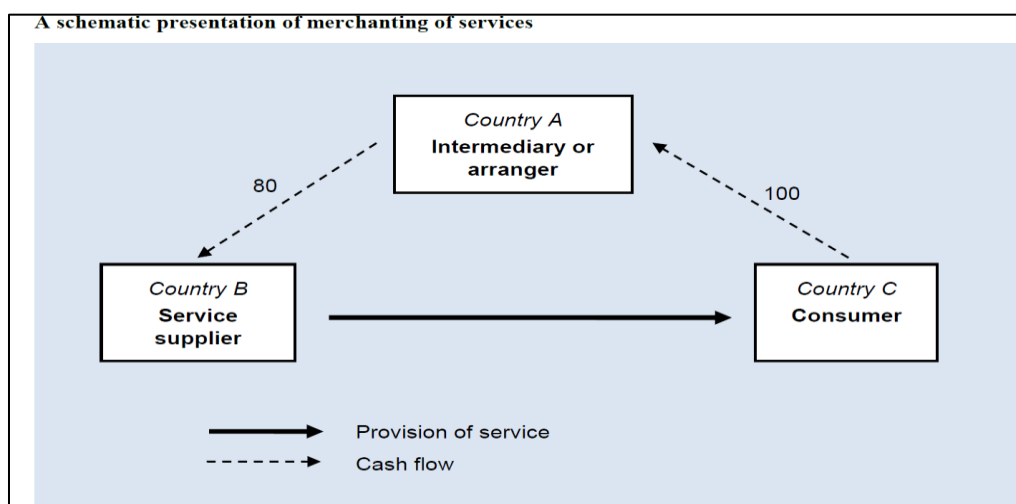 A schematic presentation of merchanting of services
Country A
Intermediary or
arranger
80
100
Country B
Service
supplier
Country C
Consumer
Provision of service
Cash flow